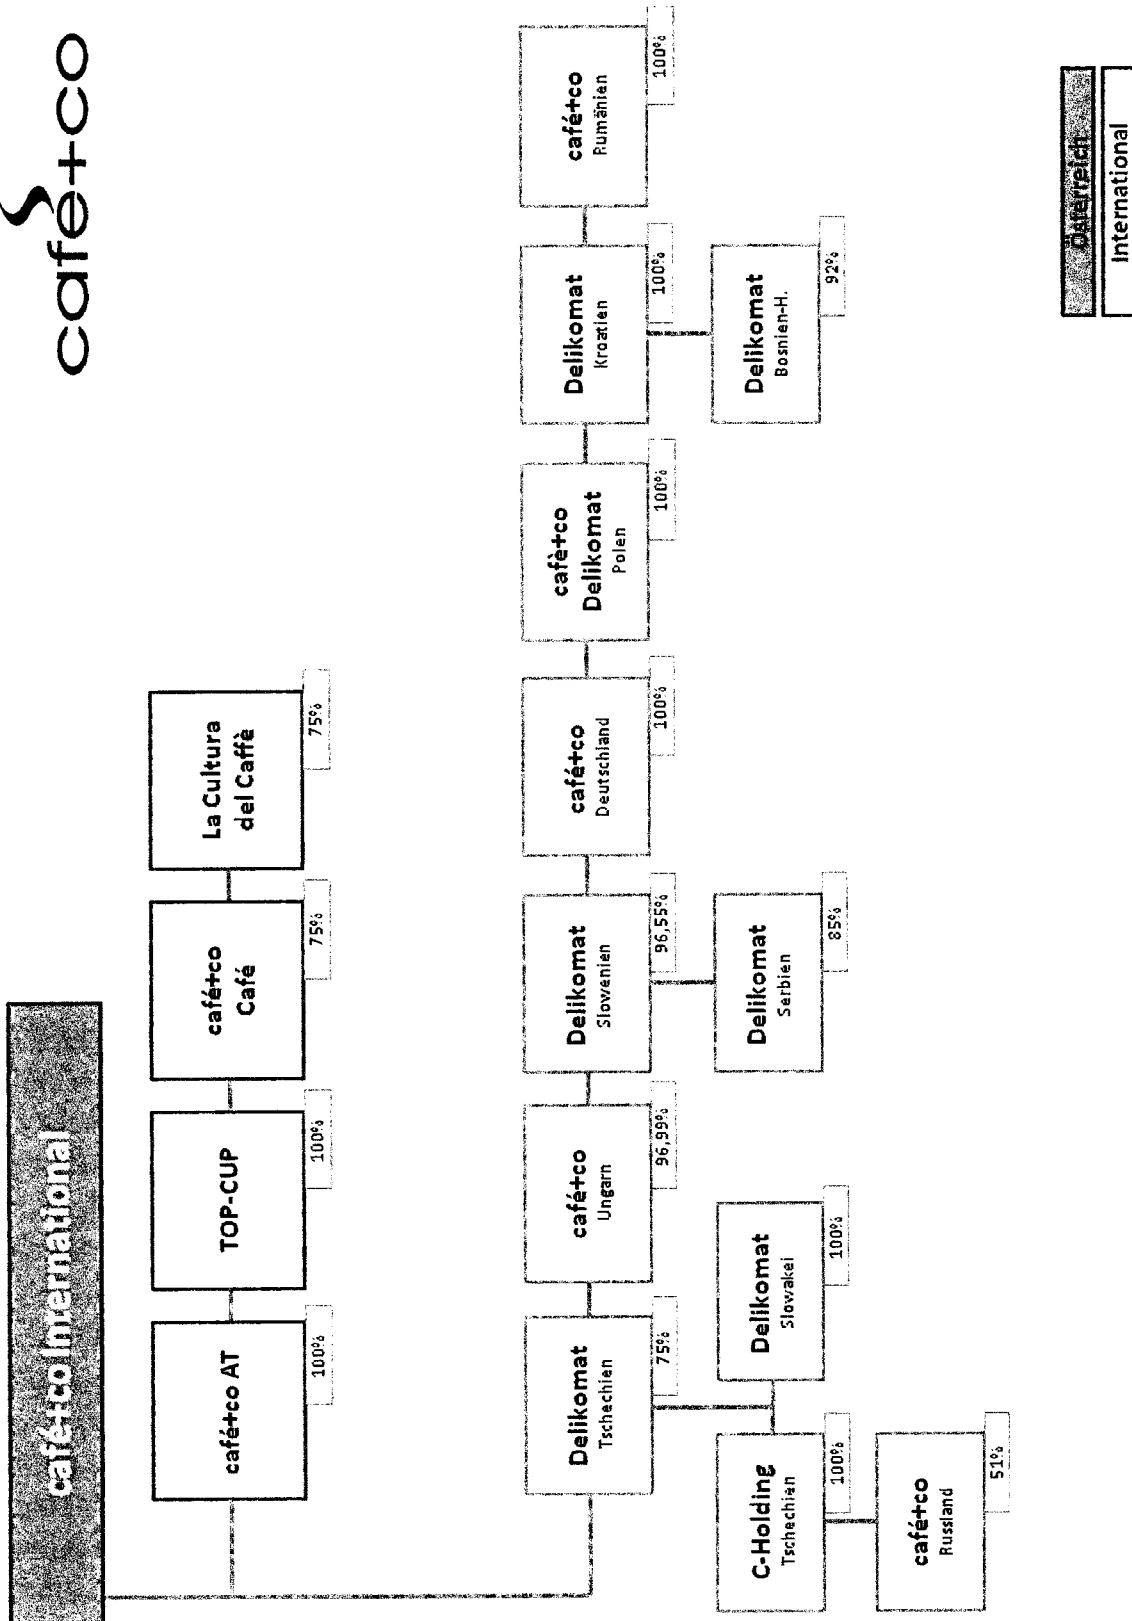 café+co
café+co International
café+co AT
100%
TOP-CUP
100%
café+co
Café
75%
La Cultura
del Caffè
75%
Delikomat
Tschechien
75%
café+co
Ungarn
96,99%
Delikomat
Slowenien
96,55%
café+co
Deutschland
100%
cafè+co
Delikomat
Polen
100%
Delikomat
Kroatien
100%
café+co
Rumänien
100%
C-Holding
Tschechien
100%
Delikomat
Slowakei
100%
Delikomat
Serbien
85%
Delikomat
Bosnien-H.
92%
café+co
Russland
51%
Österreich
International